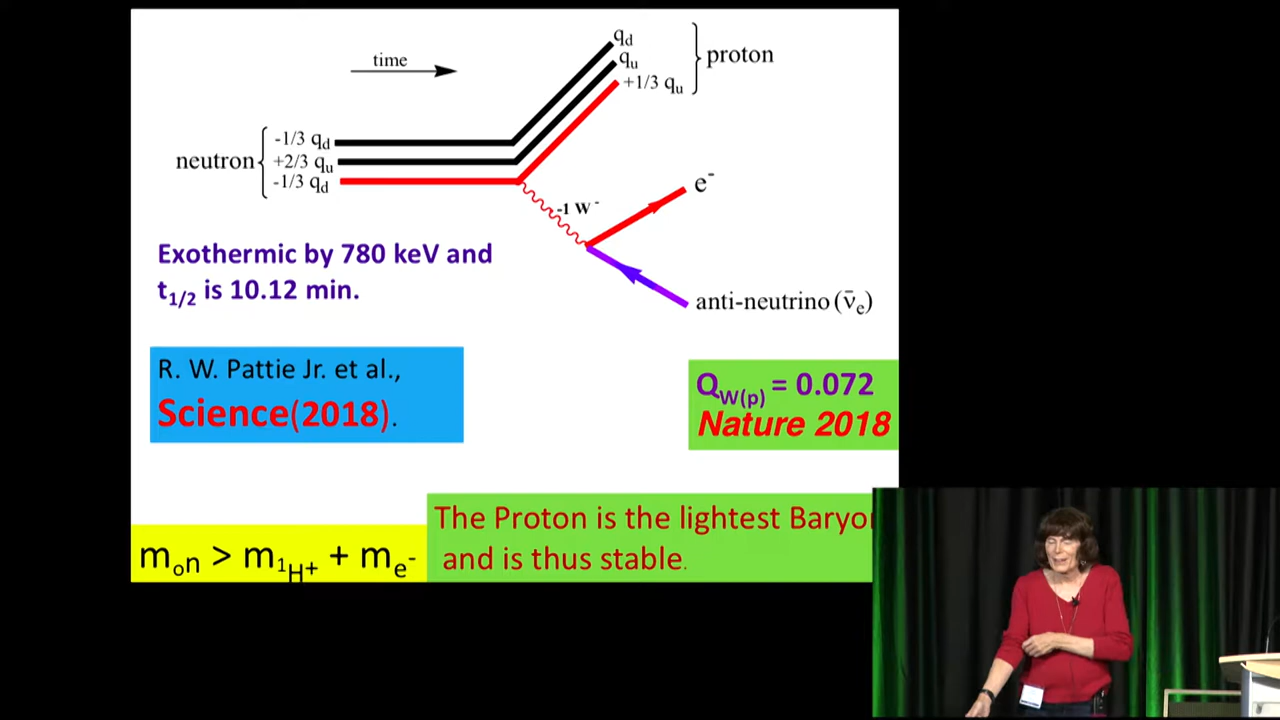 time
q_d
q_u
+1/3 q_u
proton
neutron
-1/3 q_d
+2/3 q_u
-1/3 q_d
-1 W⁻
e⁻
Exothermic by 780 keV and
t_1/2 is 10.12 min.
anti-neutrino (ν̄_e)
R. W. Pattie Jr. et al.,
Science(2018).
Q_W(p) = 0.072
Nature 2018
The Proton is the lightest Baryo
and is thus stable.
m_on > m_1H+ + m_e-